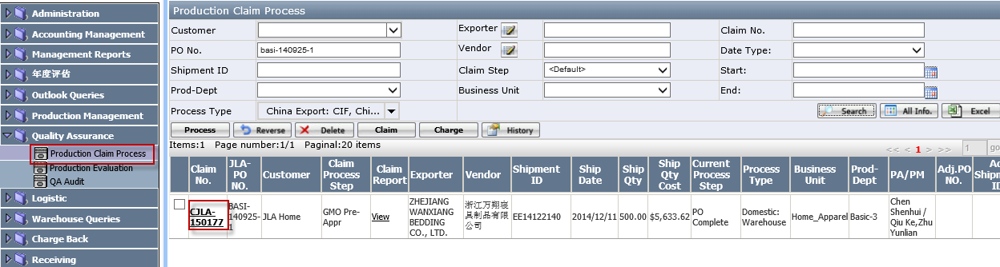 Administration
Accounting Management
Management Reports
年度评估
Outlook Queries
Production Management
Quality Assurance
Production Claim Process
Production Evaluation
QA Audit
Logistic
Warehouse Queries
Charge Back
Receiving
Production Claim Process
Customer Exporter Claim No.
PO No. basi-140925-1 Vendor Date Type:
Shipment ID Claim Step <Default> Start:
Prod-Dept Business Unit End:
Process Type China Export: CIF, Chi... Search All Info. Excel
Process Reverse Delete Claim Charge History
Items:1 Page number:1/1 Paginal:20 items << < 1 > >> 1 go
Claim No. JLA-PO NO. Customer Claim Process Step Claim Report Exporter Vendor Shipment ID Ship Date Ship Qty Ship Qty Cost Current Process Step Process Type Business Unit Prod-Dept PA/PM Adj.PO NO. Adj Shipme ID
CJLA-150177 BASI-140925-1 JLA Home GMO Pre-Appr View ZHEJIANG WANXIANG BEDDING CO., LTD. 浙江万翔寝具制品有限公司 EE14122140 2014/12/11 500.00 $5,633.62 PO Complete Domestic: Warehouse Home_Apparel Basic-3 Chen Shenhui / Qiu Ke,Zhu Yunlian